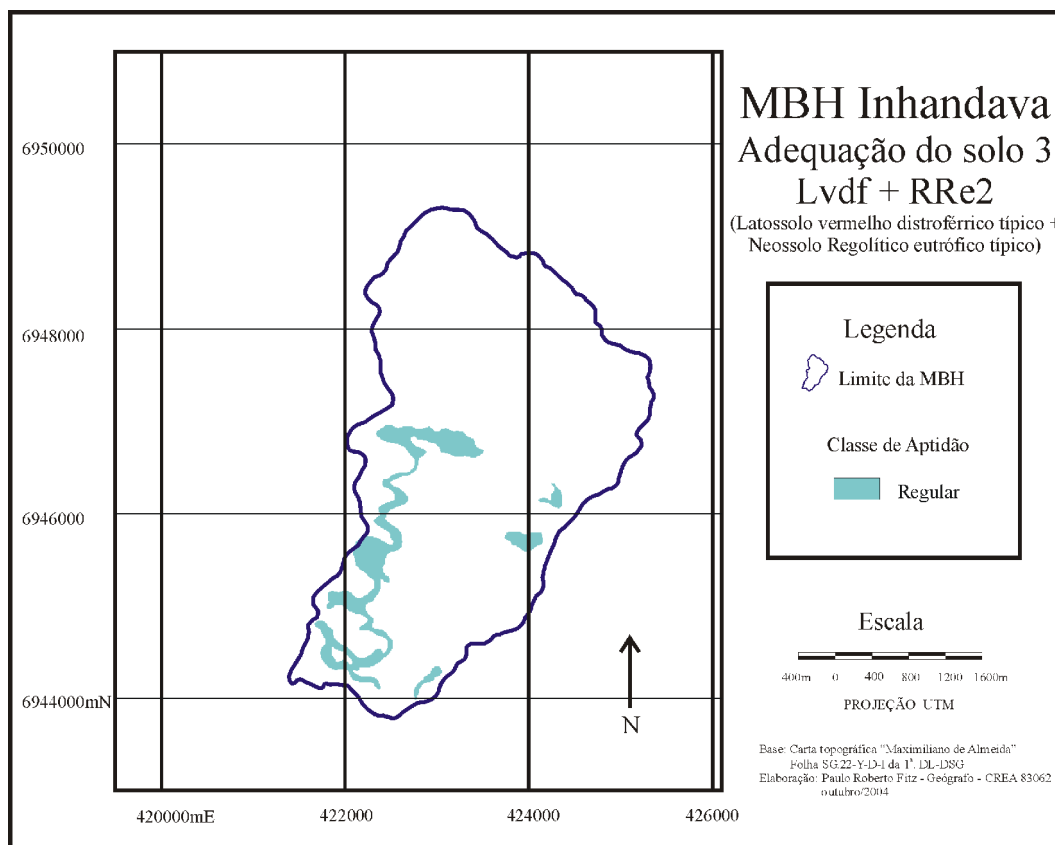 MBH Inhandava
Adequação do solo 3
Lvdf + RRe2
(Latossolo vermelho distroférrico típico +
Neossolo Regolítico eutrófico típico)
6950000
6948000
6946000
6944000mN
420000mE
422000
424000
426000
Legenda
Limite da MBH
Classe de Aptidão
Regular
N
Escala
400m 0 400 800 1200 1600m
PROJEÇÃO UTM
Base: Carta topográfica "Maximiliano de Almeida"
Folha SG.22-Y-D-I da 1ª. DL-DSG
Elaboração: Paulo Roberto Fitz - Geógrafo - CREA 83062
outubro/2004